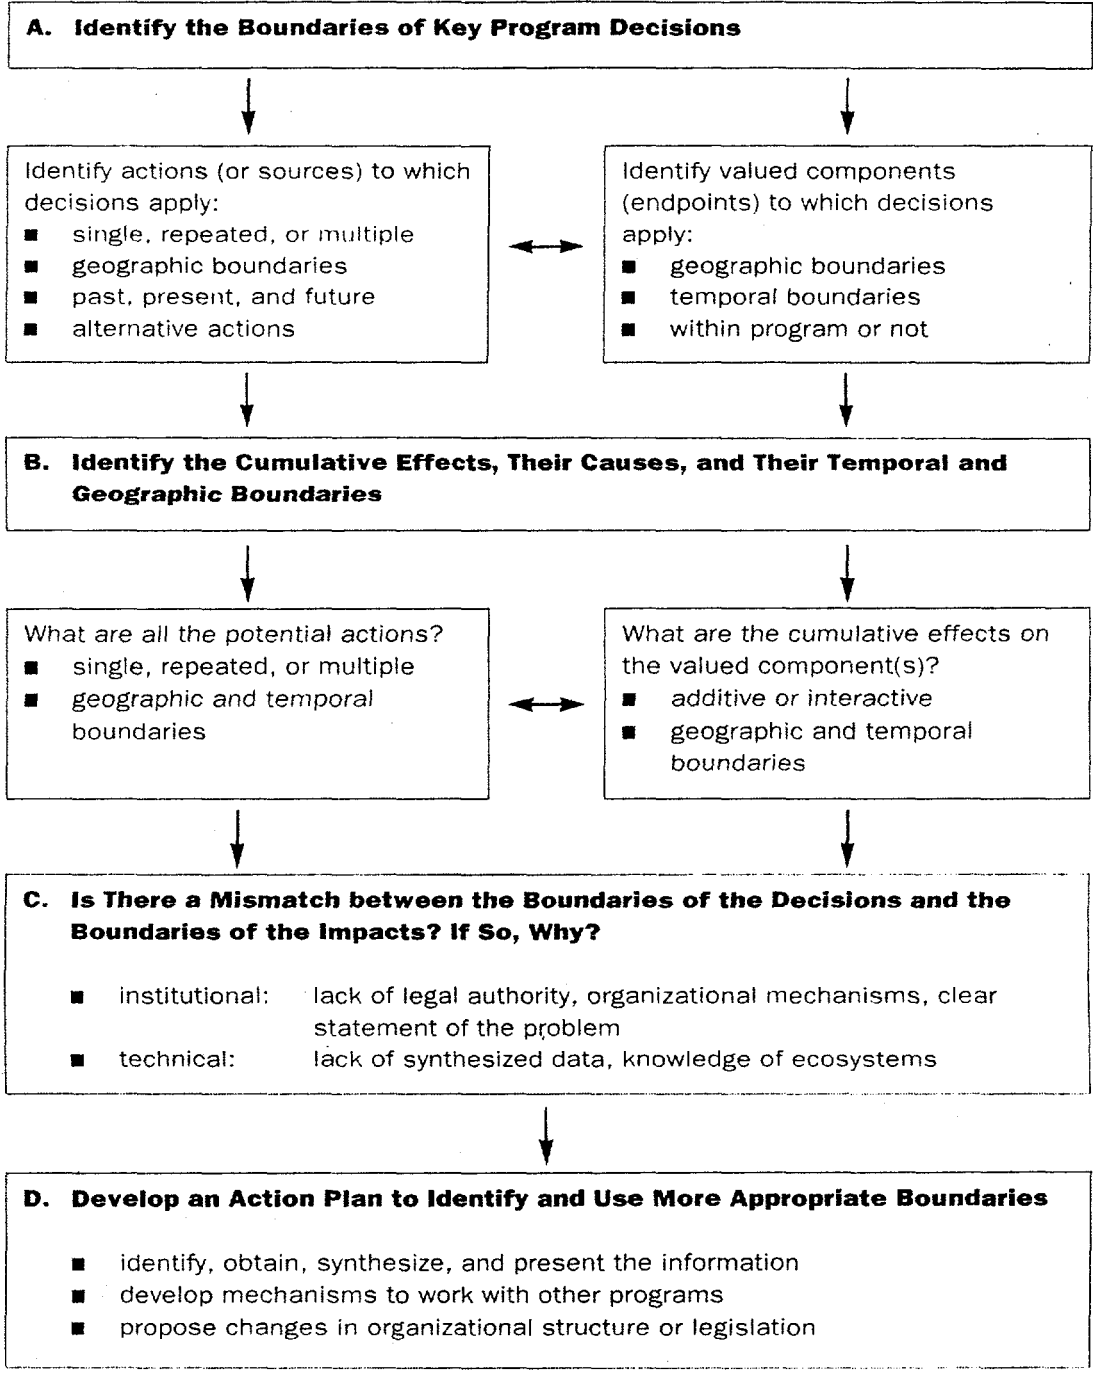 A. Identify the Boundaries of Key Program Decisions
Identify actions (or sources) to which
decisions apply:
■ single, repeated, or multiple
■ geographic boundaries
■ past, present, and future
■ alternative actions
Identify valued components
(endpoints) to which decisions
apply:
■ geographic boundaries
■ temporal boundaries
■ within program or not
B. Identify the Cumulative Effects, Their Causes, and Their Temporal and
Geographic Boundaries
What are all the potential actions?
■ single, repeated, or multiple
■ geographic and temporal
boundaries
What are the cumulative effects on
the valued component(s)?
■ additive or interactive
■ geographic and temporal
boundaries
C. Is There a Mismatch between the Boundaries of the Decisions and the
Boundaries of the Impacts? If So, Why?
■ institutional: lack of legal authority, organizational mechanisms, clear
statement of the problem
■ technical: lack of synthesized data, knowledge of ecosystems
D. Develop an Action Plan to Identify and Use More Appropriate Boundaries
■ identify, obtain, synthesize, and present the information
■ develop mechanisms to work with other programs
■ propose changes in organizational structure or legislation